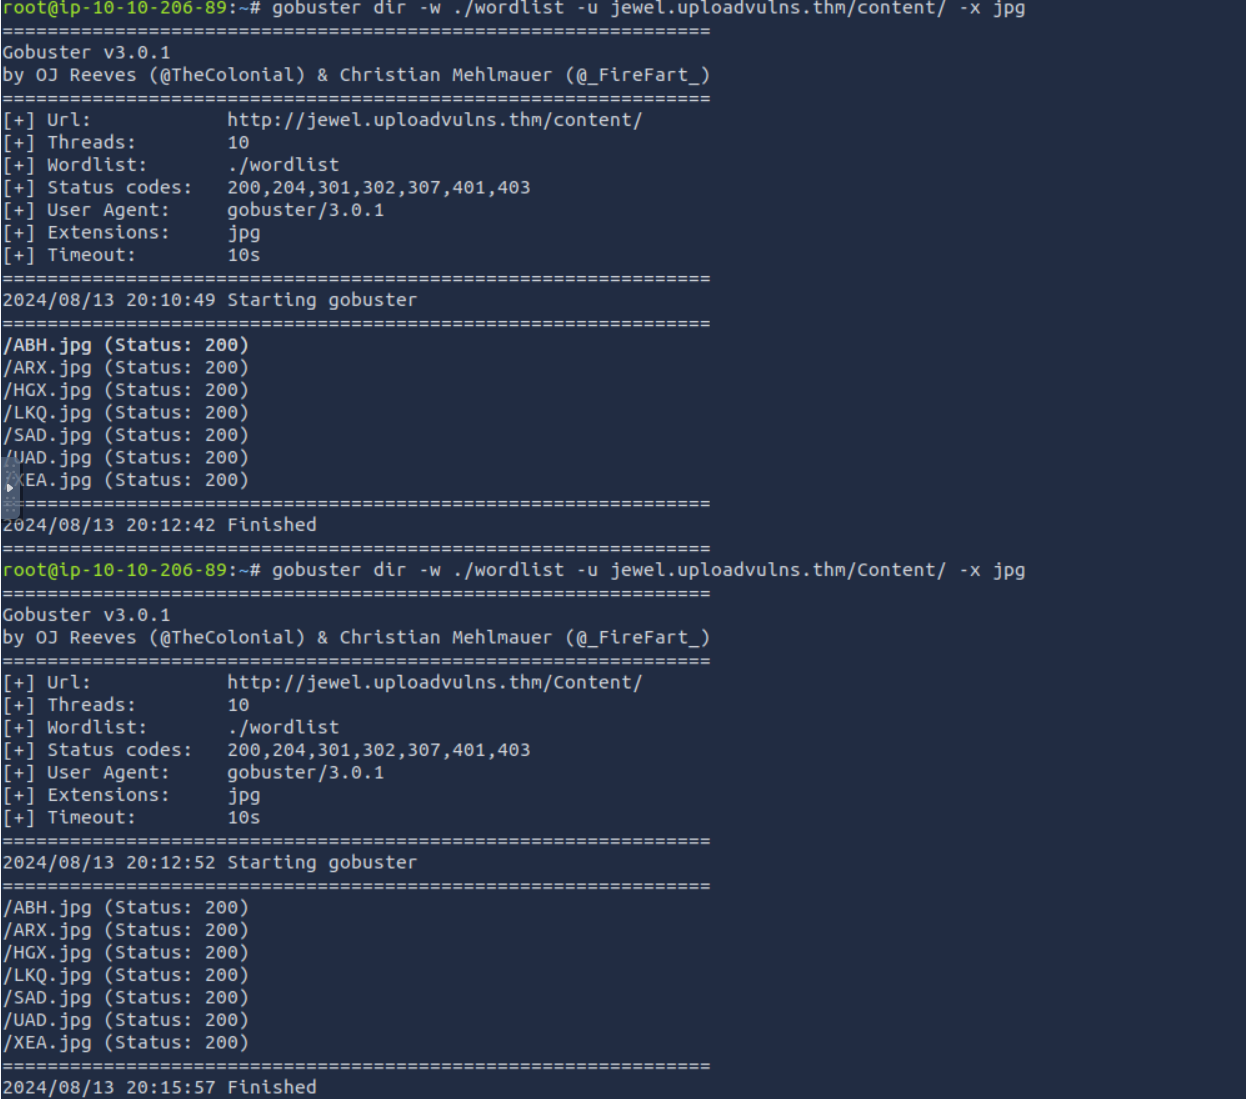 root@ip-10-10-206-89:~# gobuster dir -w ./wordlist -u jewel.uploadvulns.thm/content/ -x jpg
===============================================================
Gobuster v3.0.1
by OJ Reeves (@TheColonial) & Christian Mehlmauer (@_FireFart_)
===============================================================
[+] Url:            http://jewel.uploadvulns.thm/content/
[+] Threads:        10
[+] Wordlist:       ./wordlist
[+] Status codes:   200,204,301,302,307,401,403
[+] User Agent:     gobuster/3.0.1
[+] Extensions:     jpg
[+] Timeout:        10s
===============================================================
2024/08/13 20:10:49 Starting gobuster
===============================================================
/ABH.jpg (Status: 200)
/ARX.jpg (Status: 200)
/HGX.jpg (Status: 200)
/LKQ.jpg (Status: 200)
/SAD.jpg (Status: 200)
/UAD.jpg (Status: 200)
/XEA.jpg (Status: 200)
===============================================================
2024/08/13 20:12:42 Finished
===============================================================
root@ip-10-10-206-89:~# gobuster dir -w ./wordlist -u jewel.uploadvulns.thm/Content/ -x jpg
===============================================================
Gobuster v3.0.1
by OJ Reeves (@TheColonial) & Christian Mehlmauer (@_FireFart_)
===============================================================
[+] Url:            http://jewel.uploadvulns.thm/Content/
[+] Threads:        10
[+] Wordlist:       ./wordlist
[+] Status codes:   200,204,301,302,307,401,403
[+] User Agent:     gobuster/3.0.1
[+] Extensions:     jpg
[+] Timeout:        10s
===============================================================
2024/08/13 20:12:52 Starting gobuster
===============================================================
/ABH.jpg (Status: 200)
/ARX.jpg (Status: 200)
/HGX.jpg (Status: 200)
/LKQ.jpg (Status: 200)
/SAD.jpg (Status: 200)
/UAD.jpg (Status: 200)
/XEA.jpg (Status: 200)
===============================================================
2024/08/13 20:15:57 Finished